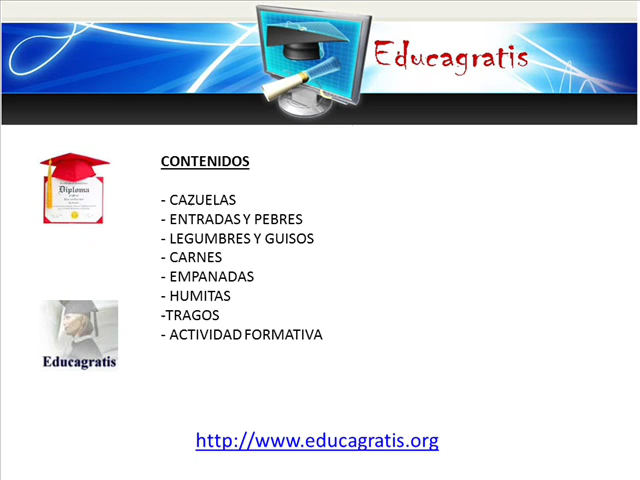 Educagratis
CONTENIDOS
Diploma
- CAZUELAS
- ENTRADAS Y PEBRES
- LEGUMBRES Y GUISOS
- CARNES
- EMPANADAS
- HUMITAS
-TRAGOS
- ACTIVIDAD FORMATIVA
Educagratis
http://www.educagratis.org